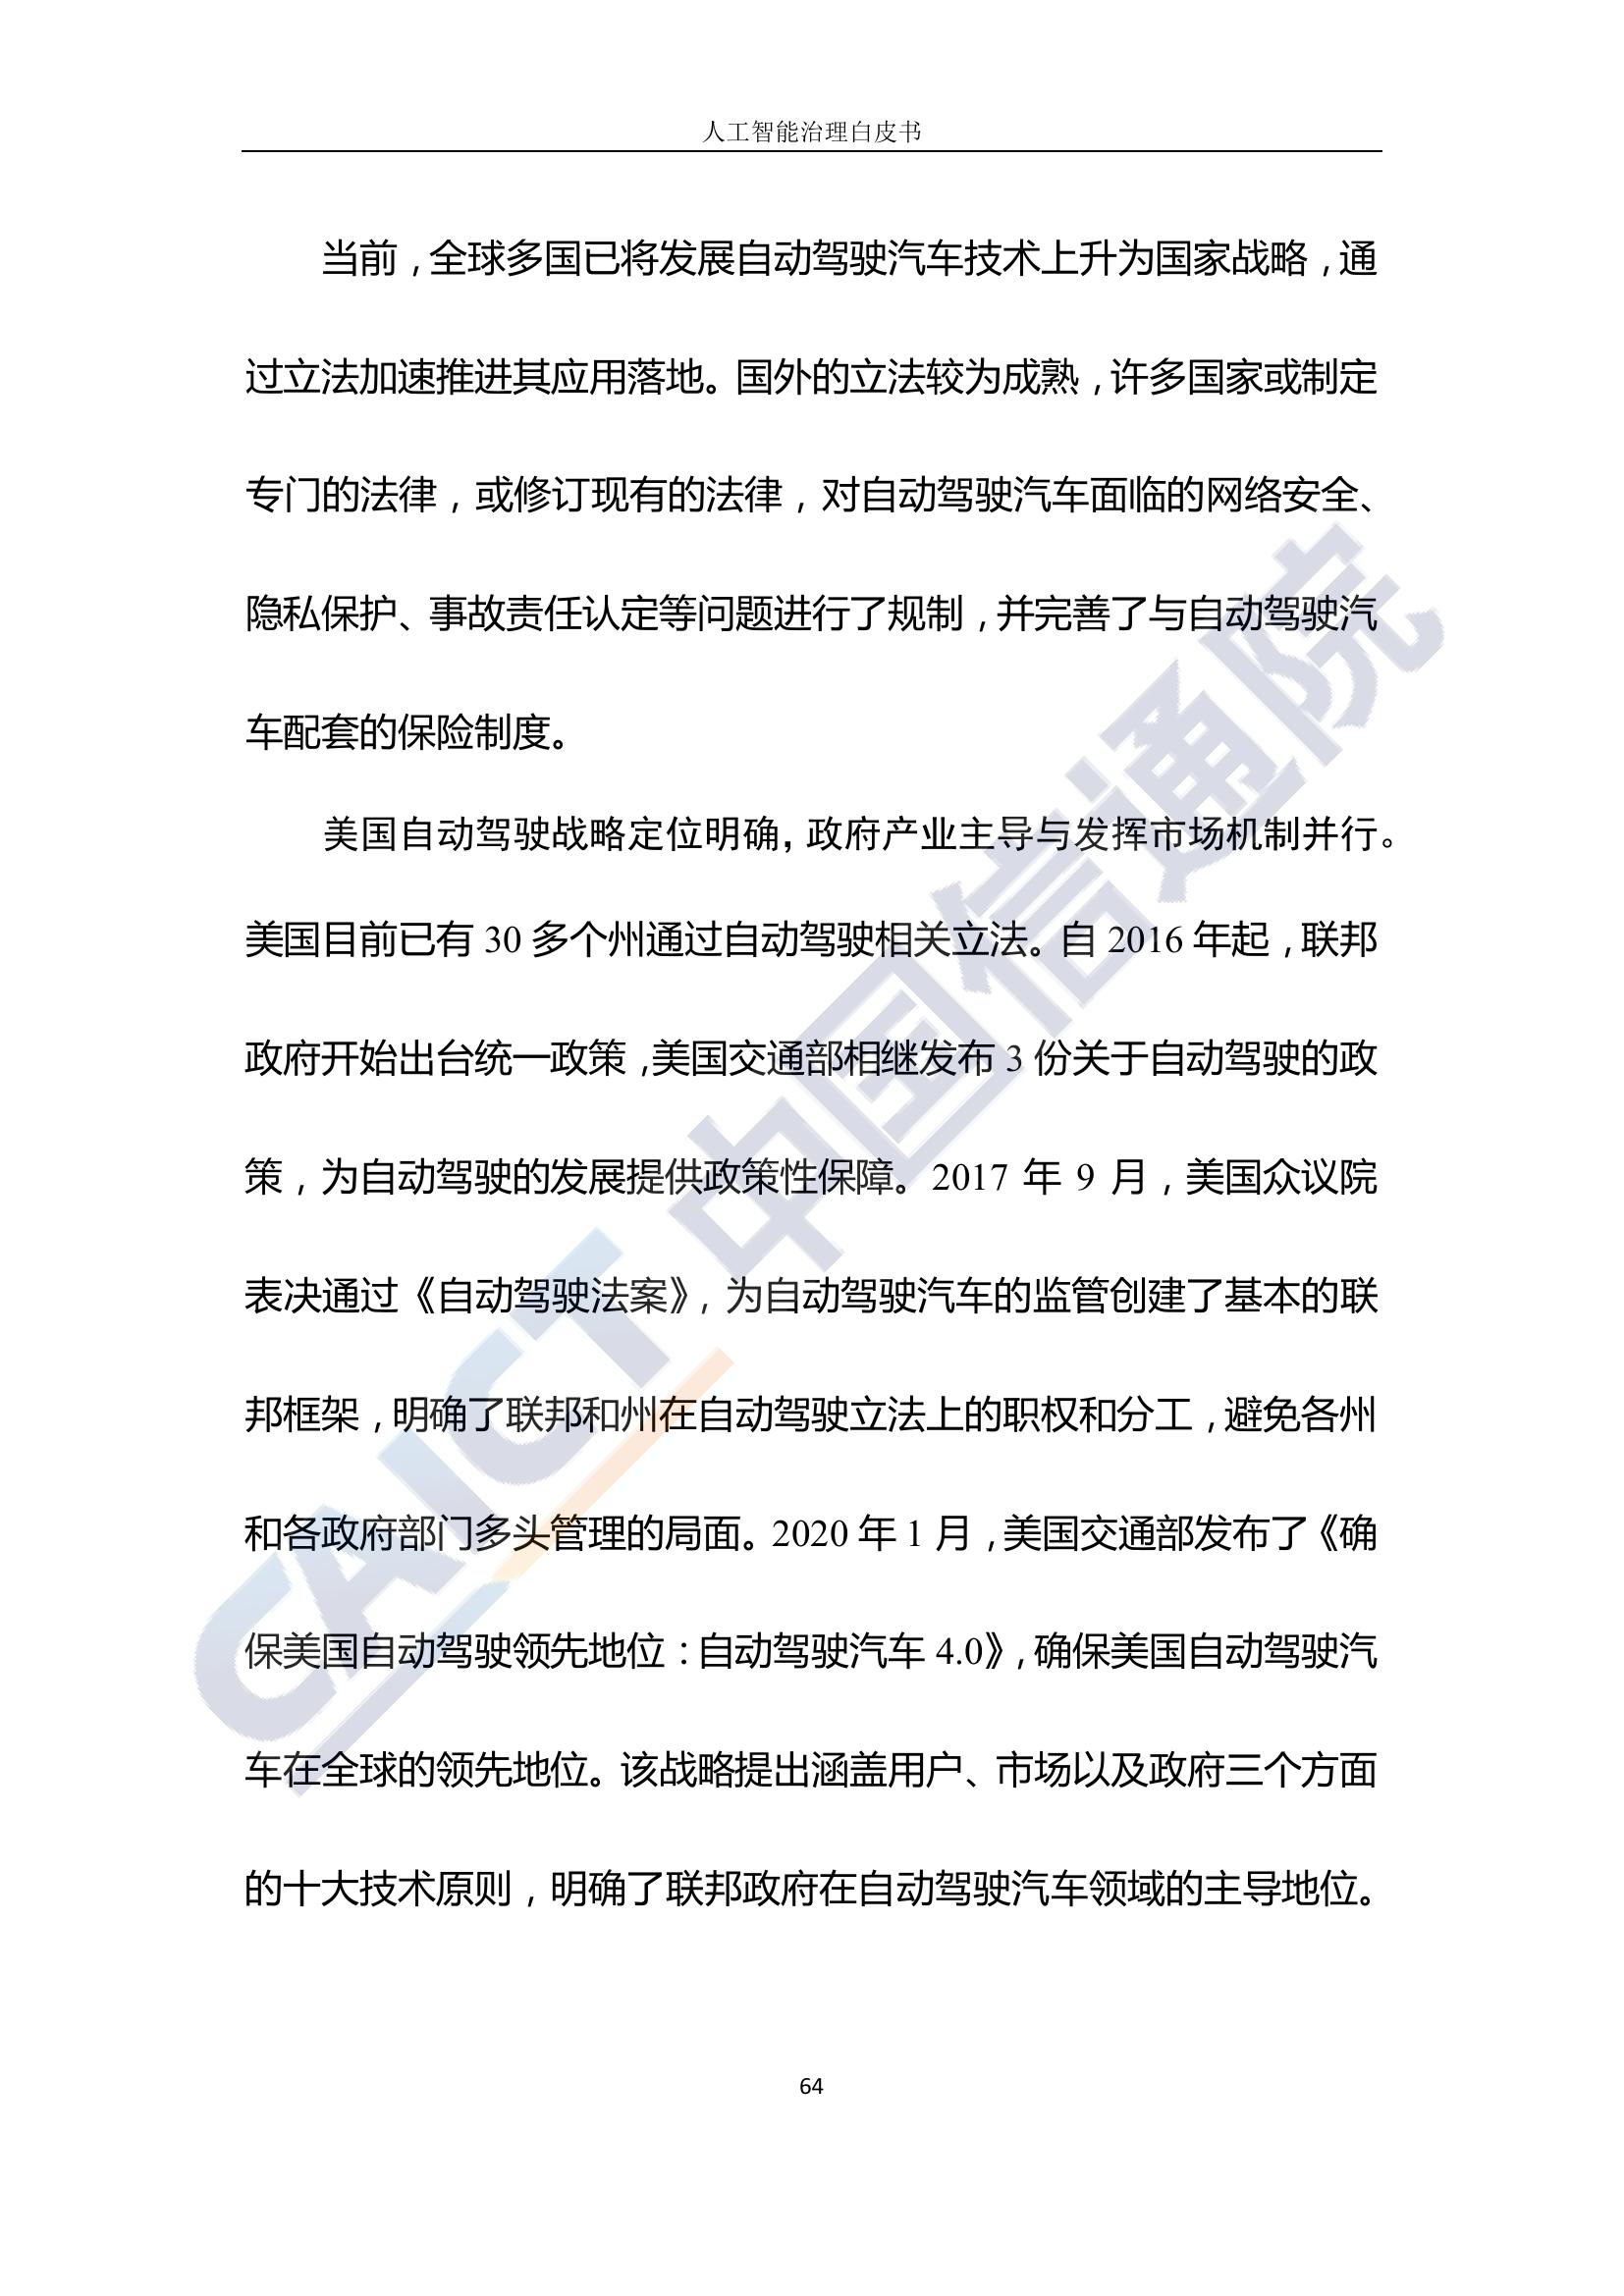 人工智能治理白皮书
当前，全球多国已将发展自动驾驶汽车技术上升为国家战略，通
过立法加速推进其应用落地。国外的立法较为成熟，许多国家或制定
专门的法律，或修订现有的法律，对自动驾驶汽车面临的网络安全、
隐私保护、事故责任认定等问题进行了规制，并完善了与自动驾驶汽
车配套的保险制度。
美国自动驾驶战略定位明确，政府产业主导与发挥市场机制并行。
美国目前已有 30 多个州通过自动驾驶相关立法。自 2016 年起，联邦
政府开始出台统一政策，美国交通部相继发布 3 份关于自动驾驶的政
策，为自动驾驶的发展提供政策性保障。2017 年 9 月，美国众议院
表决通过《自动驾驶法案》，为自动驾驶汽车的监管创建了基本的联
邦框架，明确了联邦和州在自动驾驶立法上的职权和分工，避免各州
和各政府部门多头管理的局面。2020 年 1 月，美国交通部发布了《确
保美国自动驾驶领先地位：自动驾驶汽车 4.0》，确保美国自动驾驶汽
车在全球的领先地位。该战略提出涵盖用户、市场以及政府三个方面
的十大技术原则，明确了联邦政府在自动驾驶汽车领域的主导地位。
CAICT 中国信通院
64